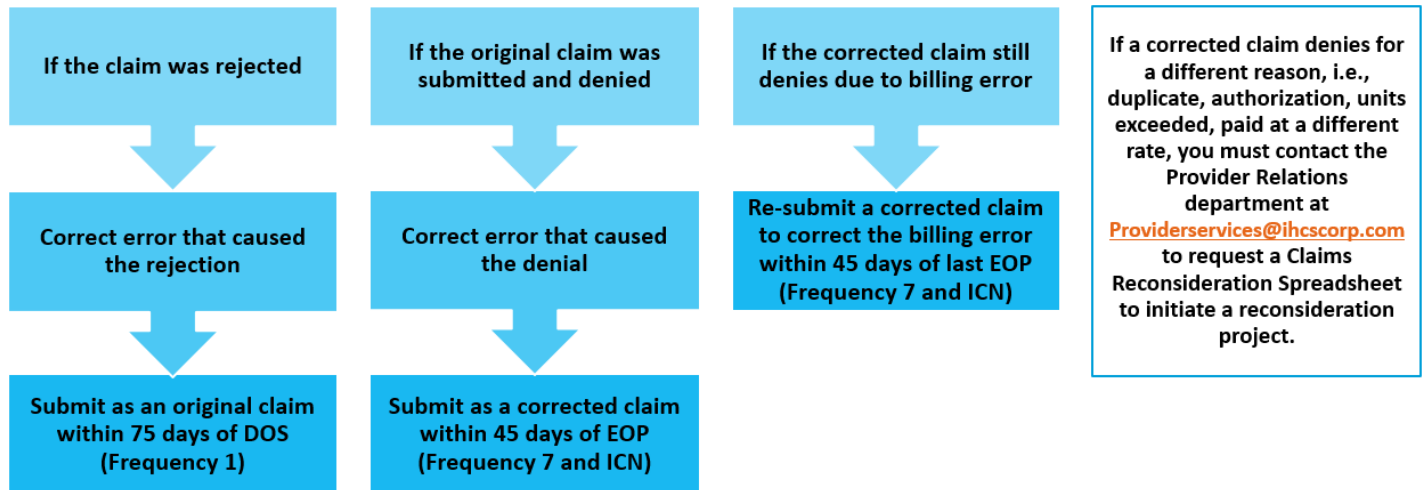 If the claim was rejected
Correct error that caused
the rejection
Submit as an original claim
within 75 days of DOS
(Frequency 1)
If the original claim was
submitted and denied
Correct error that caused
the denial
Submit as a corrected claim
within 45 days of EOP
(Frequency 7 and ICN)
If the corrected claim still
denies due to billing error
Re-submit a corrected claim
to correct the billing error
within 45 days of last EOP
(Frequency 7 and ICN)
If a corrected claim denies for
a different reason, i.e.,
duplicate, authorization, units
exceeded, paid at a different
rate, you must contact the
Provider Relations
department at
Providerservices@ihcscorp.com
to request a Claims
Reconsideration Spreadsheet
to initiate a reconsideration
project.